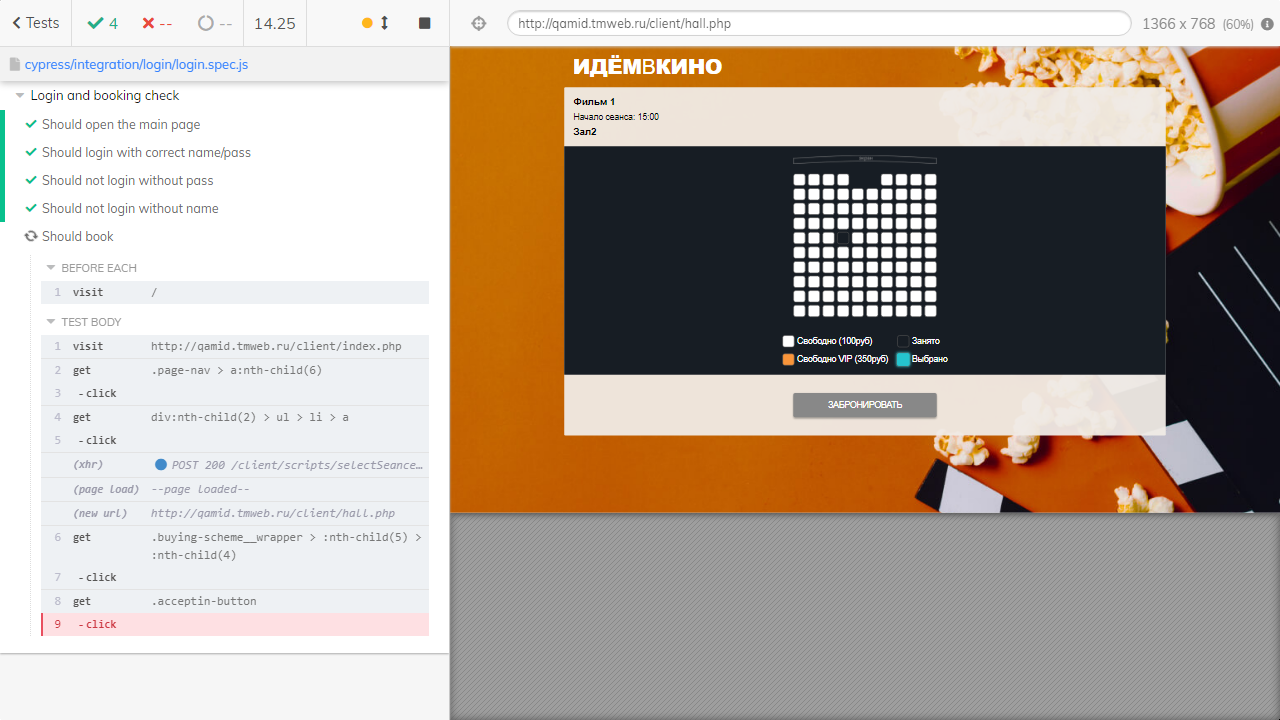 Tests
4
--
--
14.25
http://qamid.tmweb.ru/client/hall.php
1366 x 768 (60%)
cypress/integration/login/login.spec.js
Login and booking check
Should open the main page
Should login with correct name/pass
Should not login without pass
Should not login without name
Should book
BEFORE EACH
1 visit /
TEST BODY
1 visit http://qamid.tmweb.ru/client/index.php
2 get .page-nav > a:nth-child(6)
3 -click
4 get div:nth-child(2) > ul > li > a
5 -click
(xhr) POST 200 /client/scripts/selectSeance…
(page load) --page loaded--
(new url) http://qamid.tmweb.ru/client/hall.php
6 get .buying-scheme__wrapper > :nth-child(5) >
:nth-child(4)
7 -click
8 get .acceptin-button
9 -click
ИДЁМВКИНО
Фильм 1
Начало сеанса: 15:00
Зал2
Свободно (100руб)
Занято
Свободно VIP (350руб)
Выбрано
ЗАБРОНИРОВАТЬ